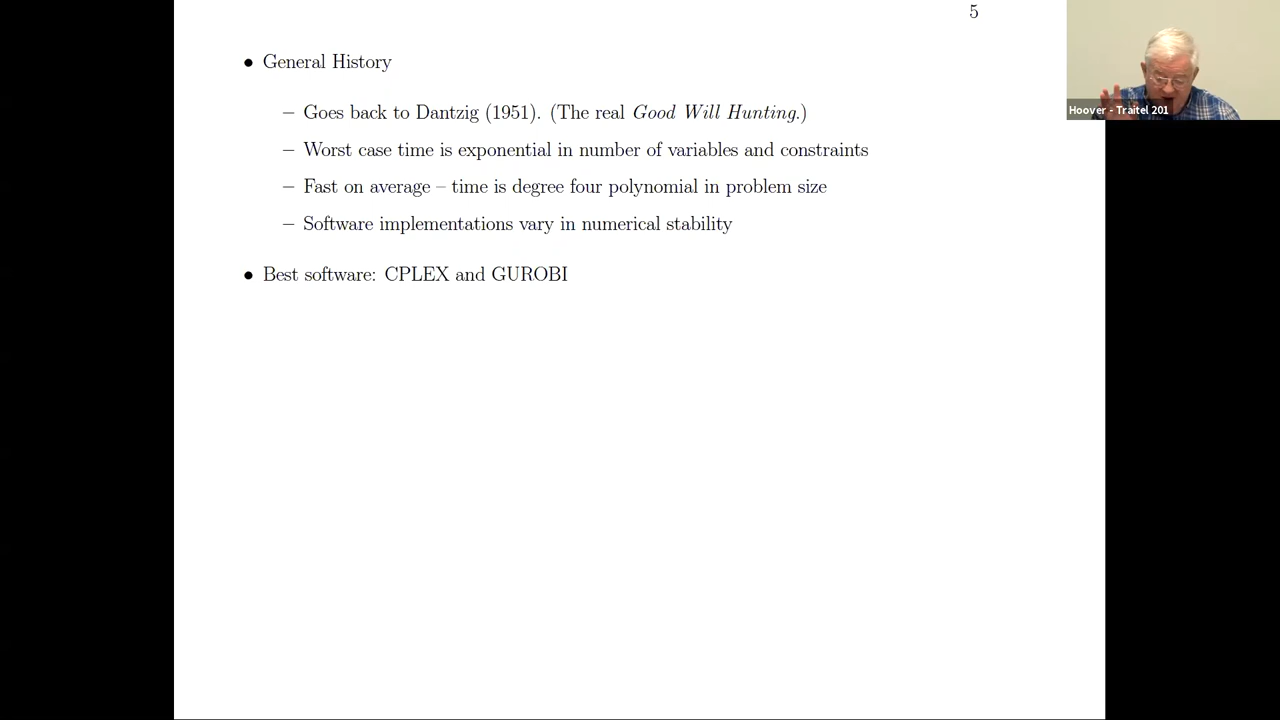 5
• General History
– Goes back to Dantzig (1951). (The real Good Will Hunting.)
– Worst case time is exponential in number of variables and constraints
– Fast on average – time is degree four polynomial in problem size
– Software implementations vary in numerical stability
• Best software: CPLEX and GUROBI
Hoover - Traitel 201